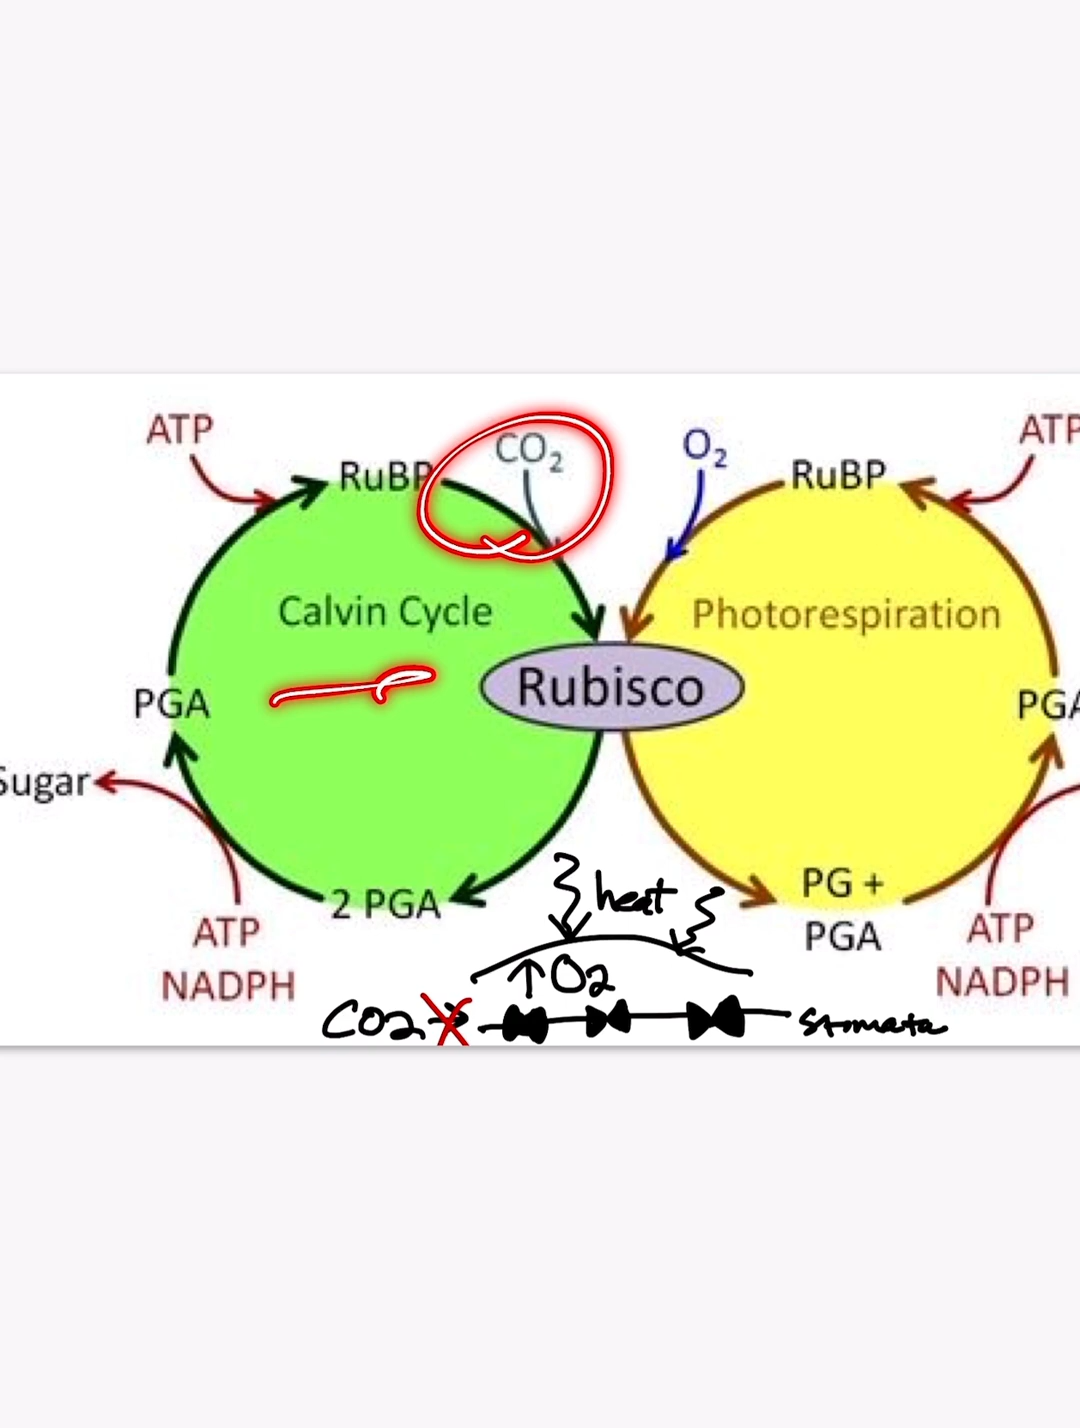 ATP
RuBP
CO₂
O₂
RuBP
ATP
Calvin Cycle
Photorespiration
Rubisco
PGA
PGA
Sugar
2 PGA
PG +
PGA
ATP
NADPH
ATP
NADPH
heat
↑O2
CO2
Stomata